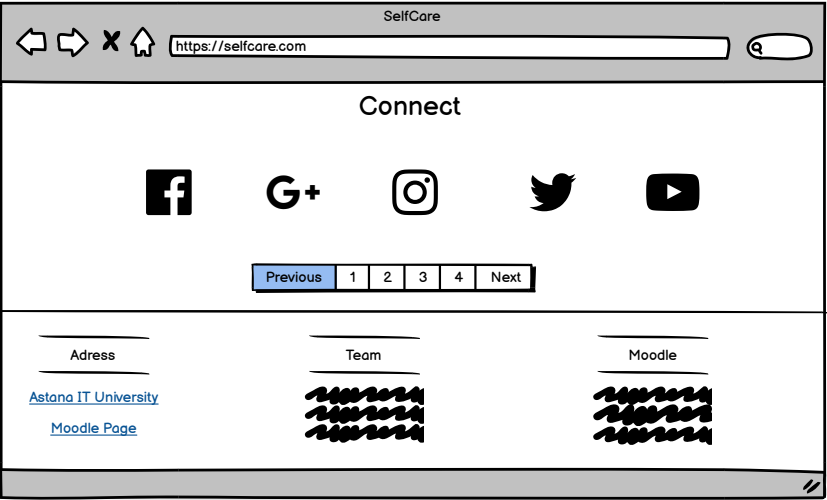 SelfCare
https://selfcare.com
Connect
G+
Previous 1 2 3 4 Next
Adress Team Moodle
Astana IT University
Moodle Page